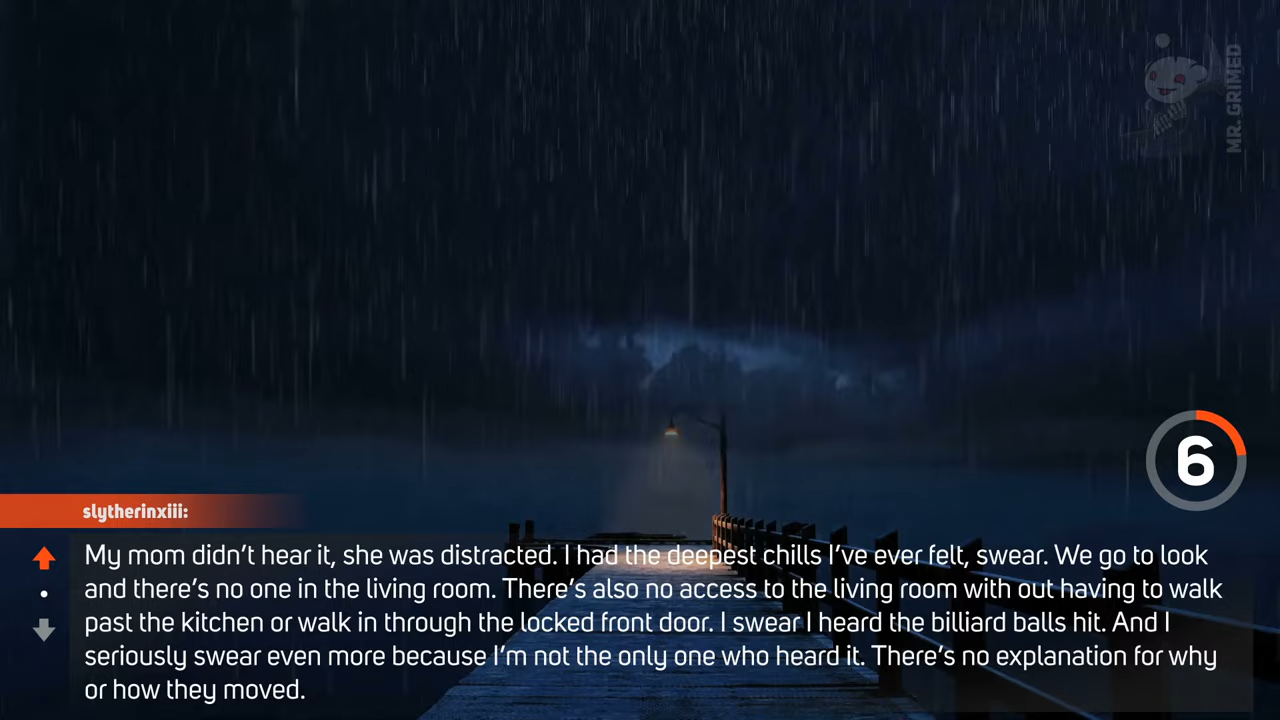 MR. GRIMED
6
slytherinxiii:
My mom didn't hear it, she was distracted. I had the deepest chills I've ever felt, swear. We go to look
and there's no one in the living room. There's also no access to the living room with out having to walk
past the kitchen or walk in through the locked front door. I swear I heard the billiard balls hit. And I
seriously swear even more because I'm not the only one who heard it. There's no explanation for why
or how they moved.